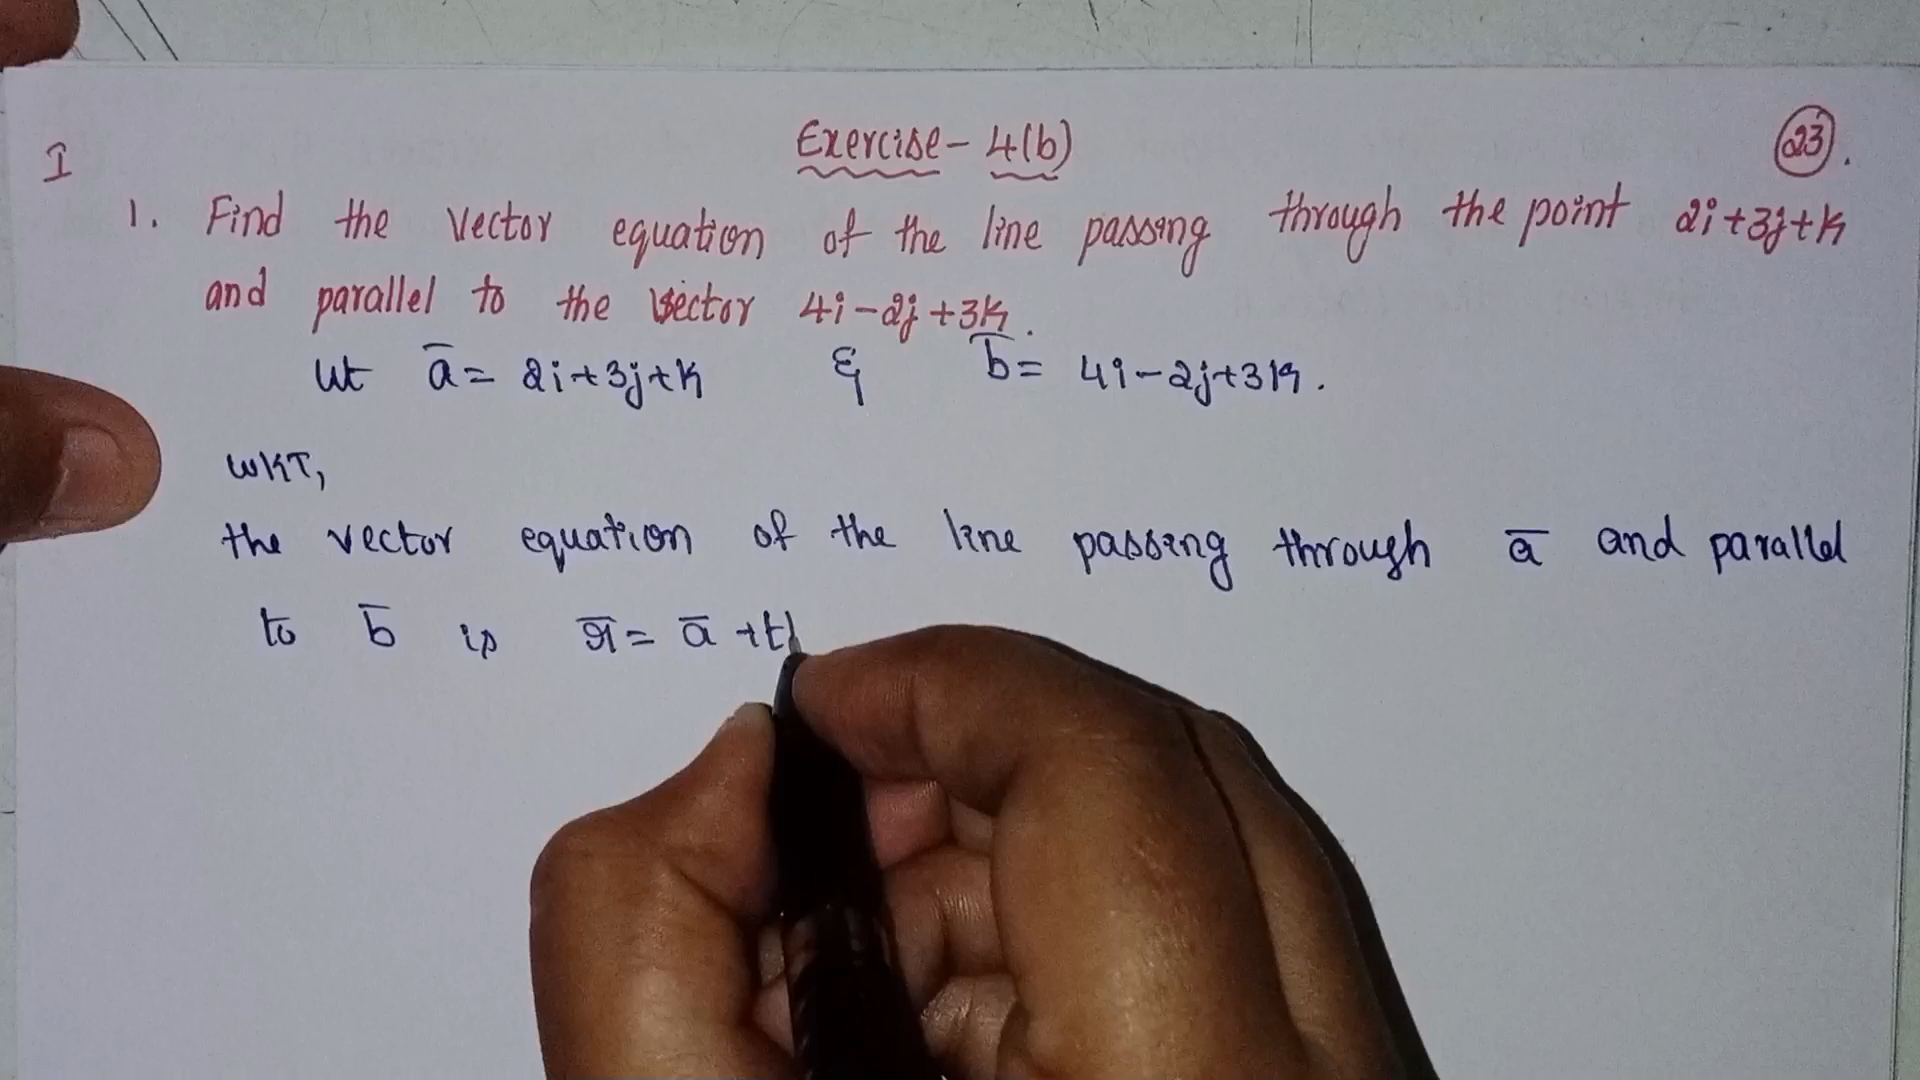 Exercise - 4(b)
23.
I
1. Find the vector equation of the line passing through the point 2i+3j+k
and parallel to the vector 4i-2j+3k.
Let a̅ = 2i+3j+k & b̅ = 4i-2j+3k.
WKT,
the vector equation of the line passing through a̅ and parallel
to b̅ is r̅ = a̅ +t